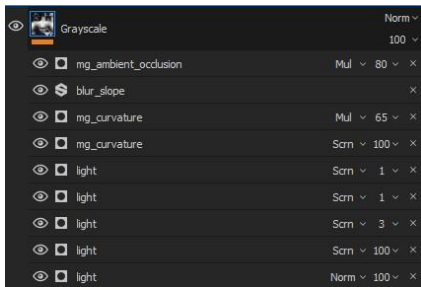 Grayscale Norm
100
mg_ambient_occlusion Mul 80
blur_slope
mg_curvature Mul 65
mg_curvature Scrn 100
light Scrn 1
light Scrn 1
light Scrn 3
light Scrn 100
light Norm 100